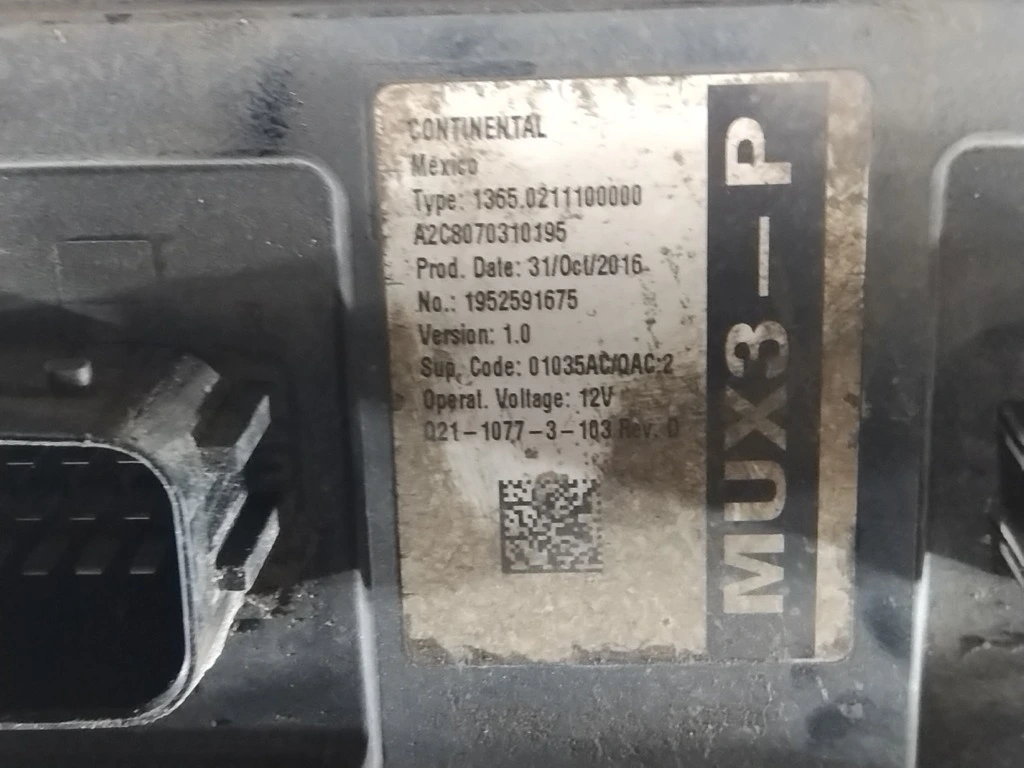 CONTINENTAL
México
Type: 1365.0211100000
A2C8070310195
Prod. Date: 31/Oct/2016
No.: 1952591675
Version: 1.0
Sup. Code: 01035AC/QAC:2
Operat. Voltage: 12V
Q21-1077-3-103 Rev. D
MUX3-P